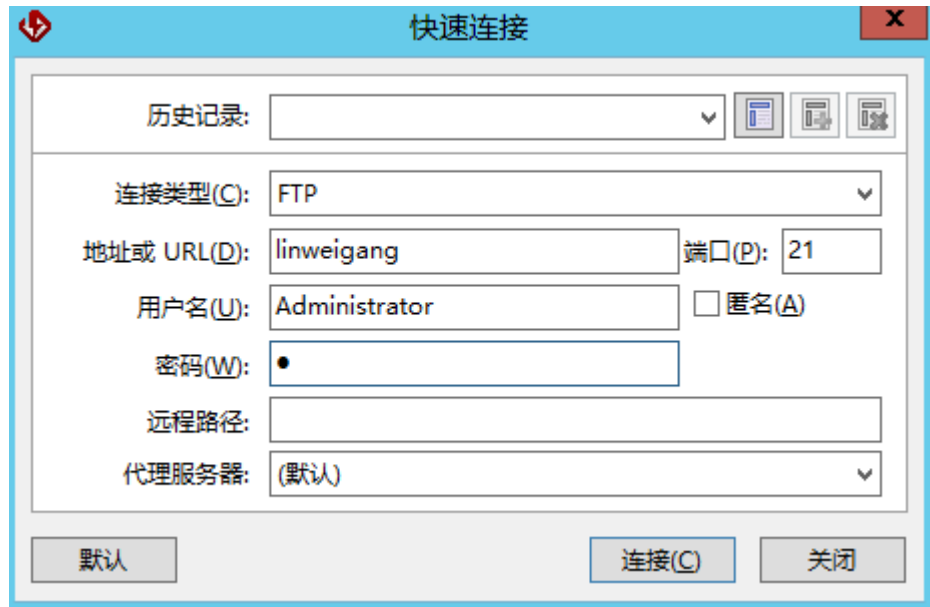 快速连接
历史记录:
连接类型(C): FTP
地址或 URL(D): linweigang 端口(P): 21
用户名(U): Administrator 匿名(A)
密码(W): ●
远程路径:
代理服务器: (默认)
默认 连接(C) 关闭